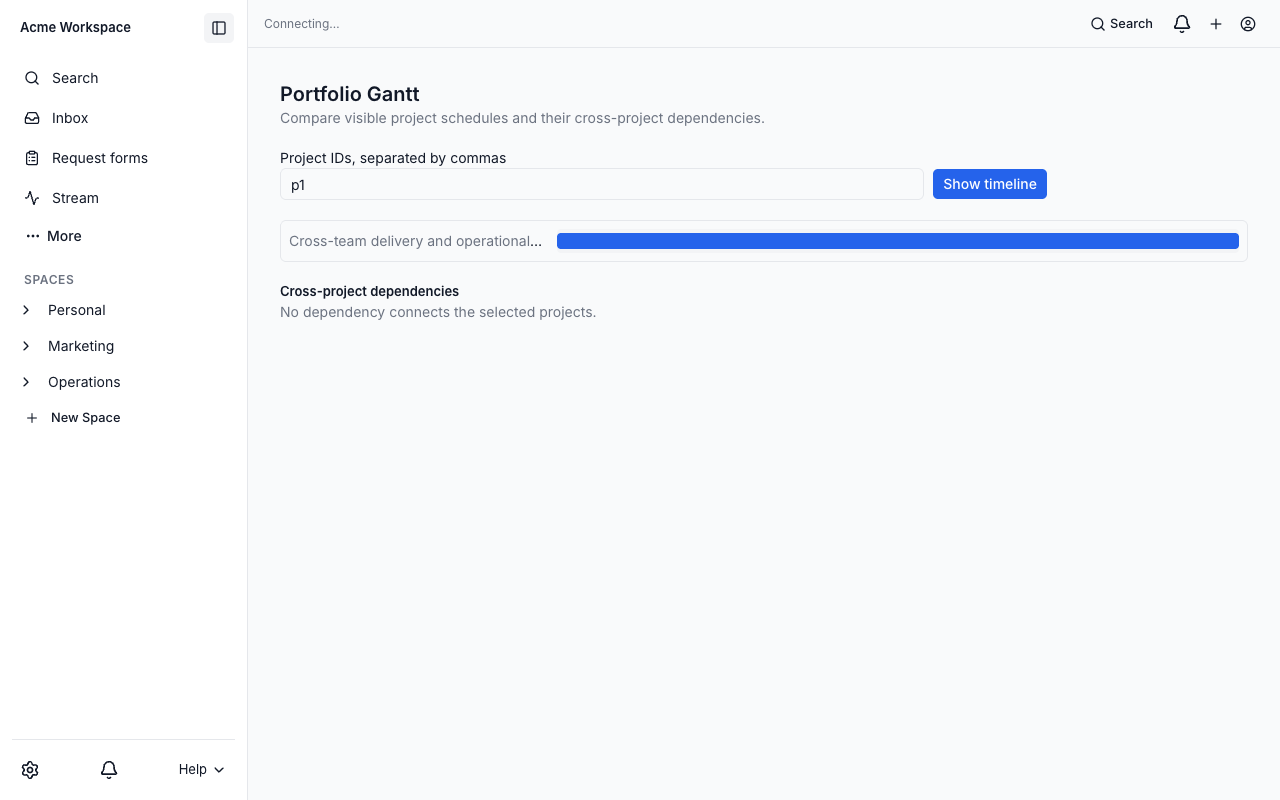 Acme Workspace
Connecting...
Search
Search
Inbox
Request forms
Stream
More
SPACES
Personal
Marketing
Operations
New Space
Help
Portfolio Gantt
Compare visible project schedules and their cross-project dependencies.
Project IDs, separated by commas
p1
Show timeline
Cross-team delivery and operational...
Cross-project dependencies
No dependency connects the selected projects.